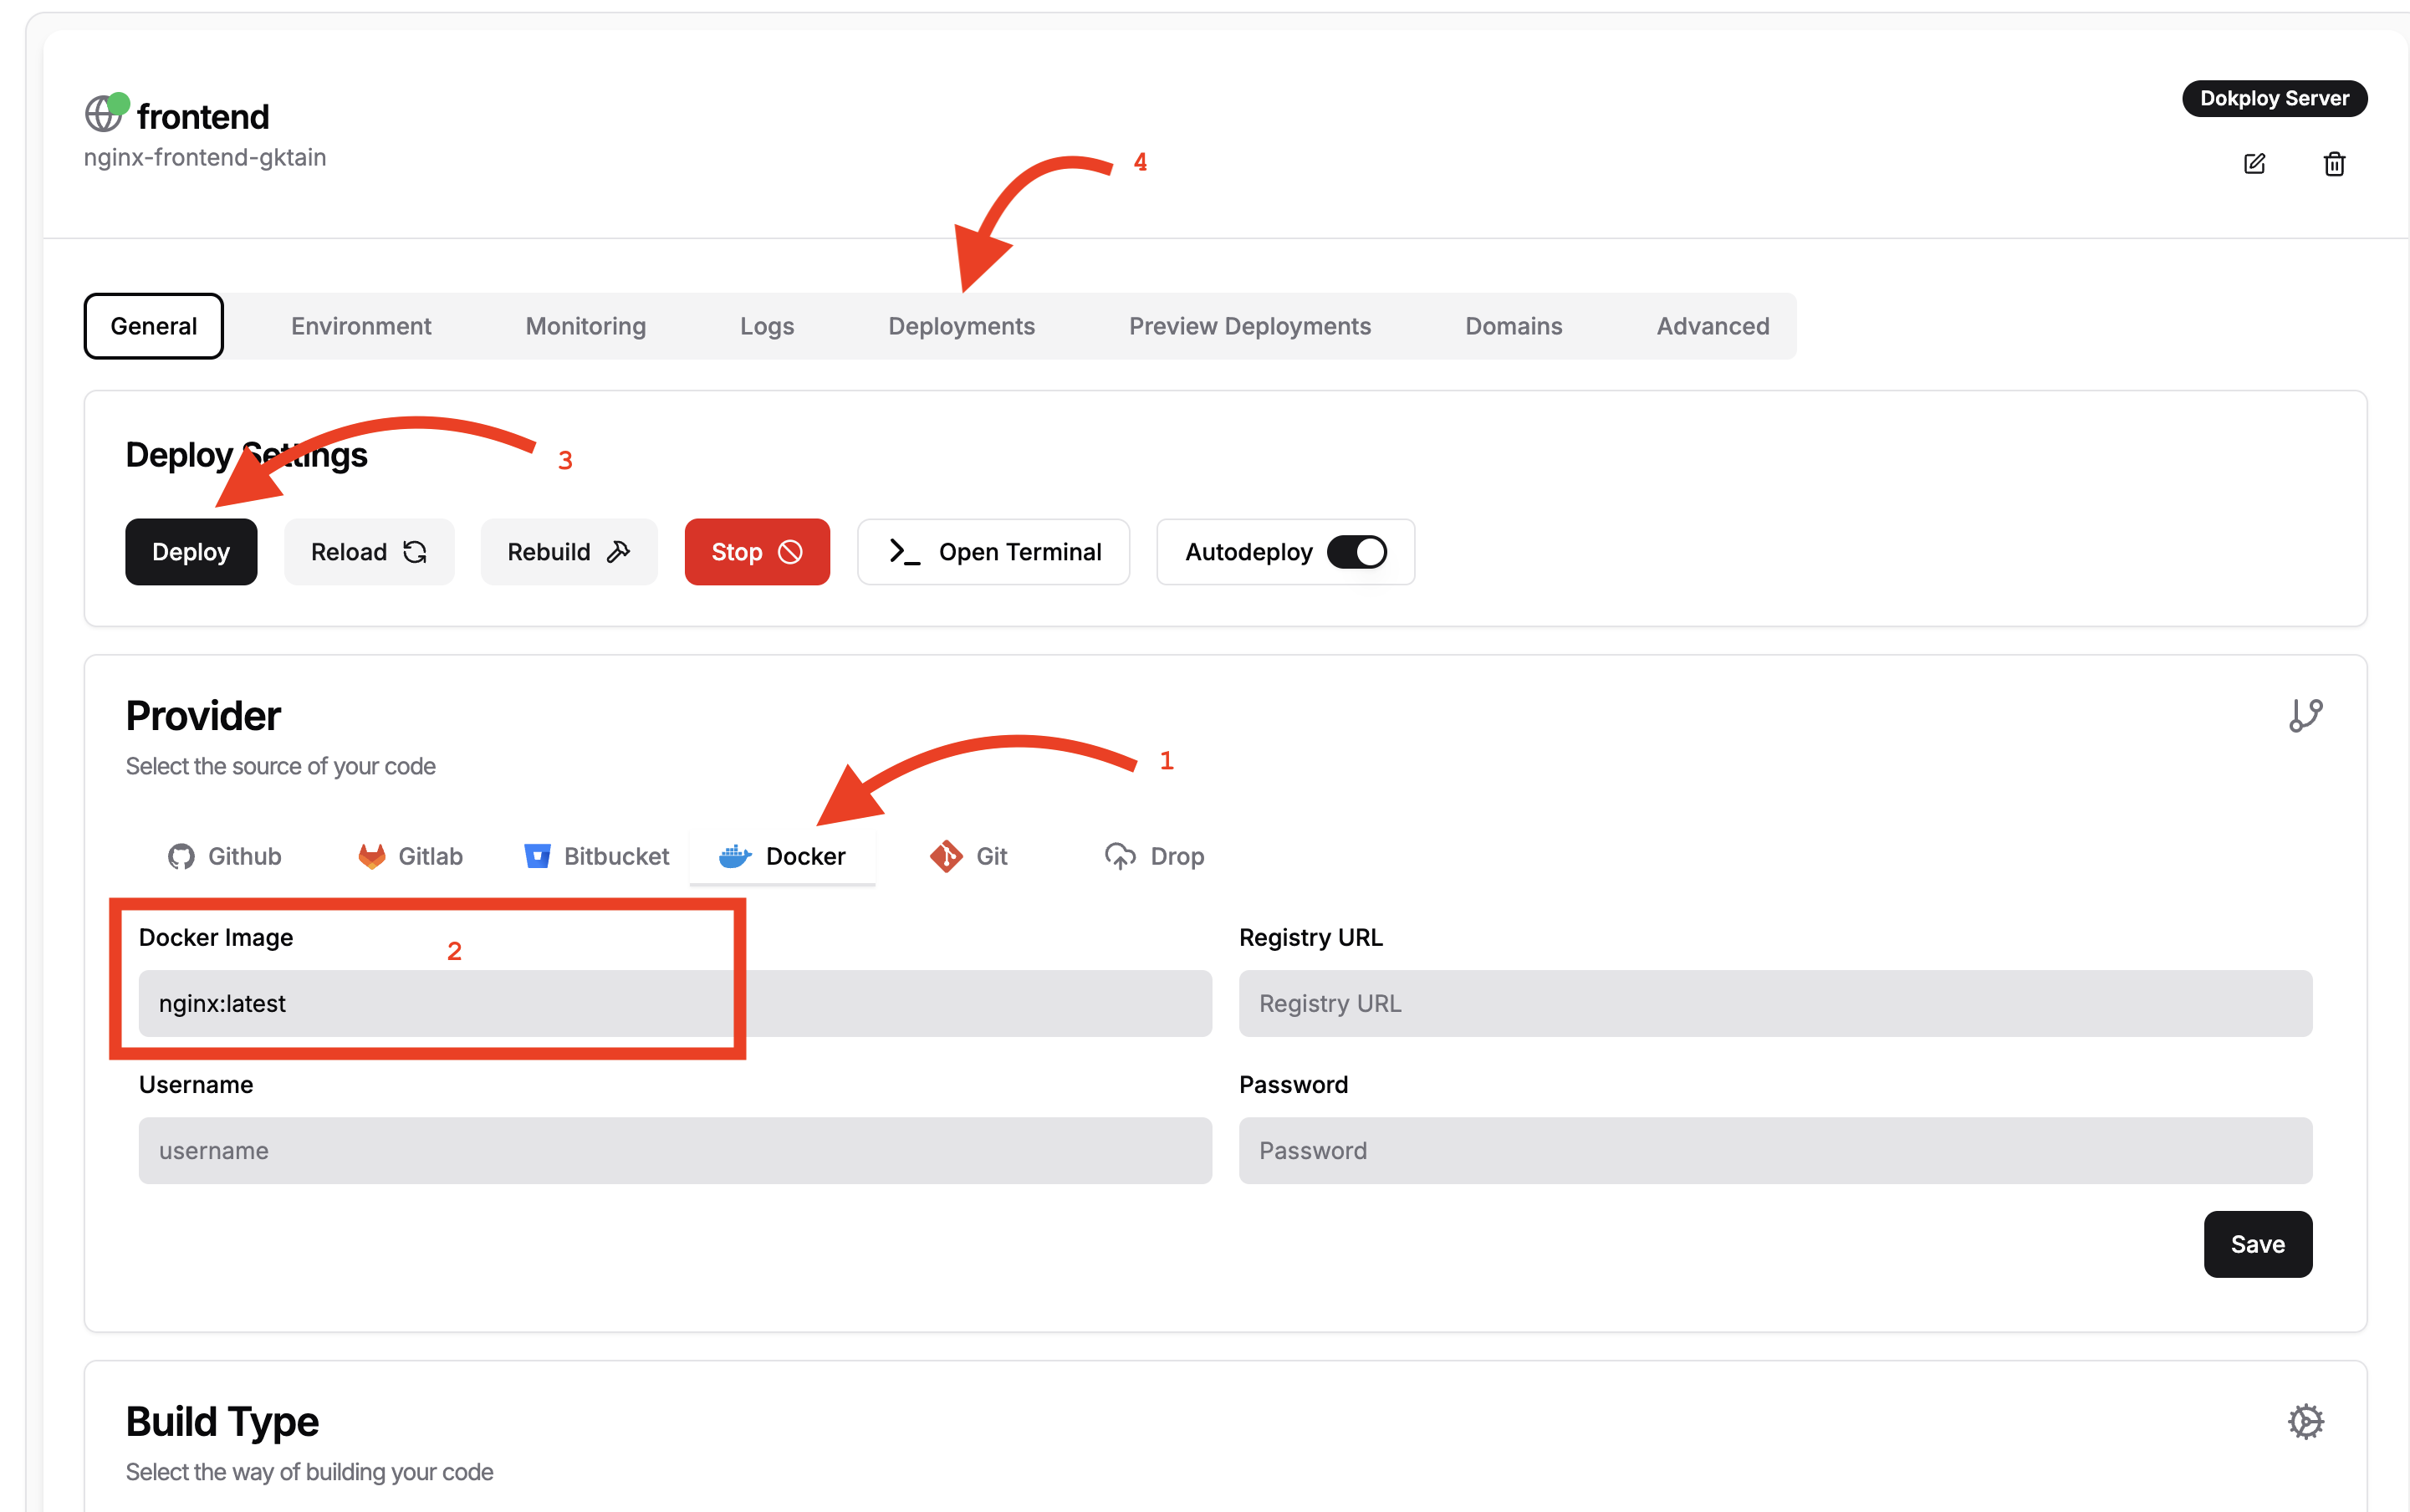 frontend
Dokploy Server
nginx-frontend-gktain
4
General Environment Monitoring Logs Deployments Preview Deployments Domains Advanced
Deploy Settings
3
Deploy Reload Rebuild Stop Open Terminal Autodeploy
Provider
Select the source of your code
1
Github Gitlab Bitbucket Docker Git Drop
Docker Image
2
Registry URL
nginx:latest
Registry URL
Username
Password
username
Password
Save
Build Type
Select the way of building your code